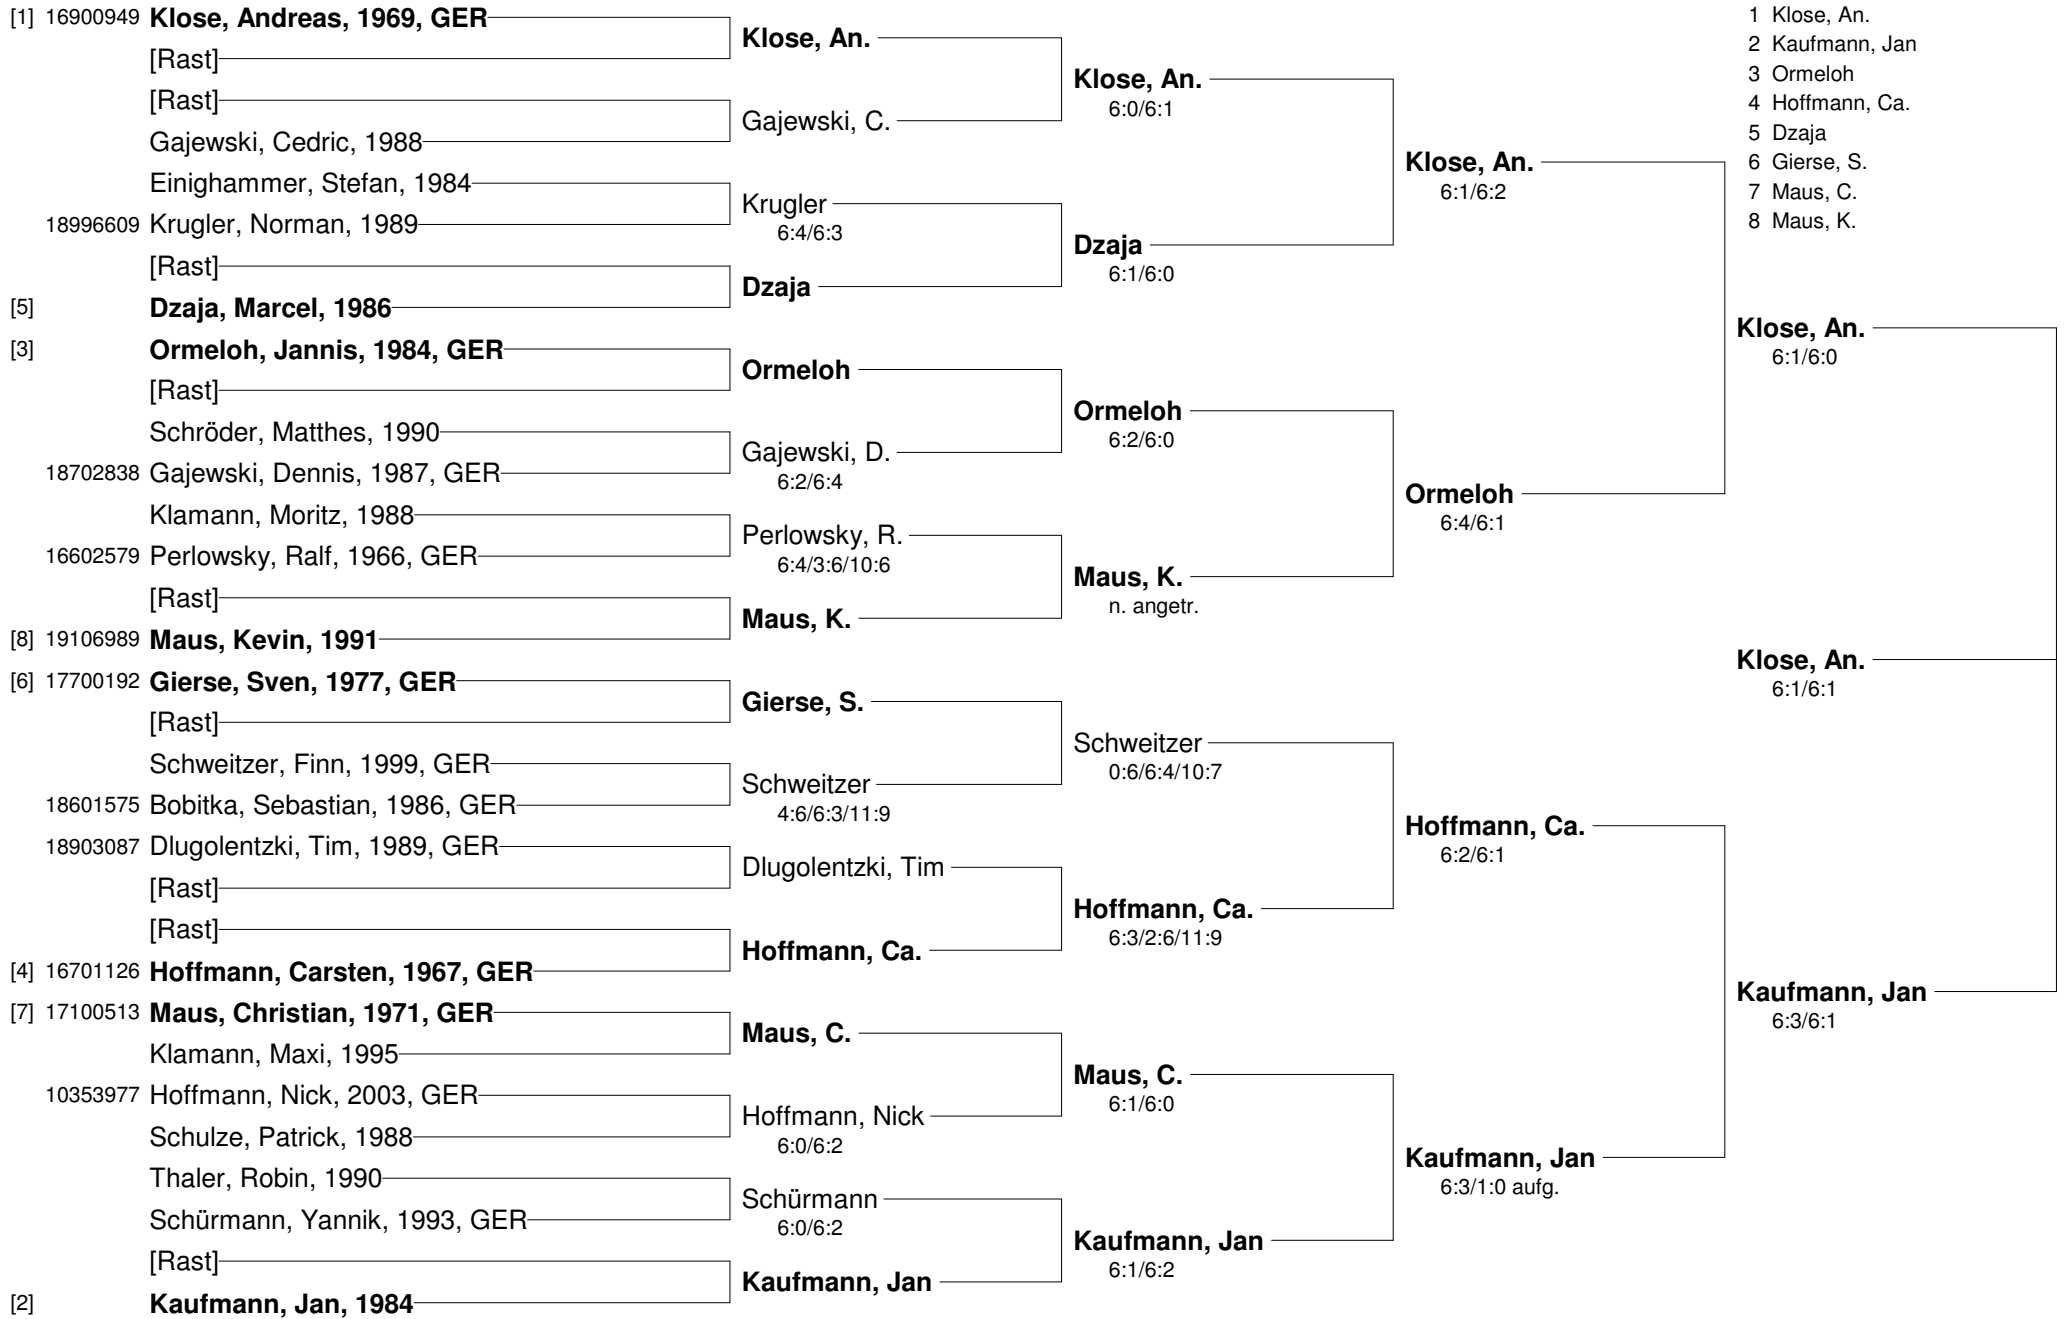 [1] 16900949 Klose, Andreas, 1969, GER
[Rast]
[Rast]
Gajewski, Cedric, 1988
Einighammer, Stefan, 1984
18996609 Krugler, Norman, 1989
[Rast]
[5] Dzaja, Marcel, 1986
[3] Ormeloh, Jannis, 1984, GER
[Rast]
Schröder, Matthes, 1990
18702838 Gajewski, Dennis, 1987, GER
Klamann, Moritz, 1988
16602579 Perlowsky, Ralf, 1966, GER
[Rast]
[8] 19106989 Maus, Kevin, 1991
[6] 17700192 Gierse, Sven, 1977, GER
[Rast]
Schweitzer, Finn, 1999, GER
18601575 Bobitka, Sebastian, 1986, GER
18903087 Dlugolentzki, Tim, 1989, GER
[Rast]
[Rast]
[4] 16701126 Hoffmann, Carsten, 1967, GER
[7] 17100513 Maus, Christian, 1971, GER
Klamann, Maxi, 1995
10353977 Hoffmann, Nick, 2003, GER
Schulze, Patrick, 1988
Thaler, Robin, 1990
Schürmann, Yannik, 1993, GER
[Rast]
[2] Kaufmann, Jan, 1984
Klose, An.
Gajewski, C.
Krugler
6:4/6:3
Dzaja
Ormeloh
Gajewski, D.
6:2/6:4
Perlowsky, R.
6:4/3:6/10:6
Maus, K.
Gierse, S.
Schweitzer
4:6/6:3/11:9
Dlugolentzki, Tim
Hoffmann, Ca.
Maus, C.
Hoffmann, Nick
6:0/6:2
Schürmann
6:0/6:2
Kaufmann, Jan
Klose, An.
6:0/6:1
Dzaja
6:1/6:0
Ormeloh
6:2/6:0
Maus, K.
n. angetr.
Schweitzer
0:6/6:4/10:7
Hoffmann, Ca.
6:3/2:6/11:9
Maus, C.
6:1/6:0
Kaufmann, Jan
6:1/6:2
Klose, An.
6:1/6:2
Ormeloh
6:4/6:1
Hoffmann, Ca.
6:2/6:1
Kaufmann, Jan
6:3/1:0 aufg.
Klose, An.
6:1/6:0
Klose, An.
6:1/6:1
Kaufmann, Jan
6:3/6:1
1 Klose, An.
2 Kaufmann, Jan
3 Ormeloh
4 Hoffmann, Ca.
5 Dzaja
6 Gierse, S.
7 Maus, C.
8 Maus, K.